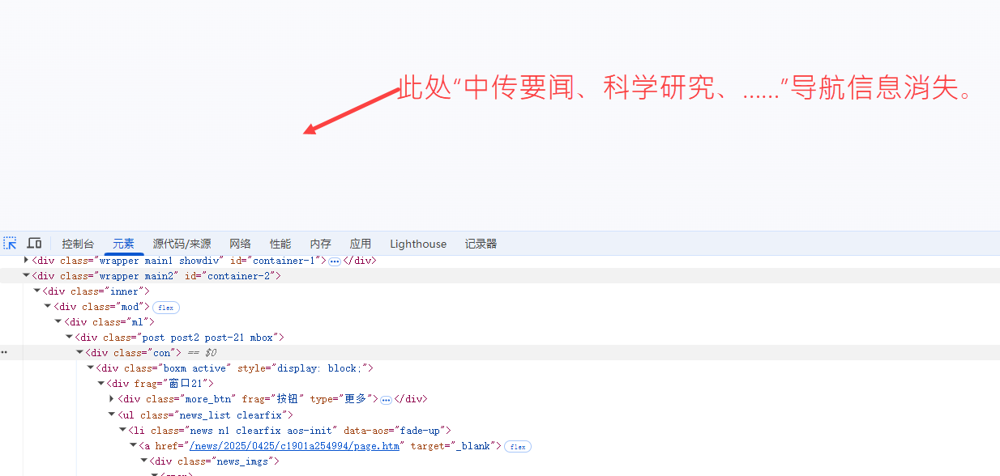 此处“中传要闻、科学研究、……”导航信息消失。
控制台 元素 源代码/来源 网络 性能 内存 应用 Lighthouse 记录器
<div class="wrapper main1 showdiv" id="container-1">…</div>
<div class="wrapper main2" id="container-2">
<div class="inner">
<div class="mod"> flex
<div class="ml">
<div class="post post2 post-21 mbox">
<div class="con"> == $0
<div class="boxm active" style="display: block;">
<div frag="窗口21">
<div class="more_btn" frag="按钮" type="更多">…</div>
<ul class="news_list clearfix">
<li class="news n1 clearfix aos-init" data-aos="fade-up">
<a href="/news/2025/0425/c1901a254994/page.htm" target="_blank"> flex
<div class="news_imgs">